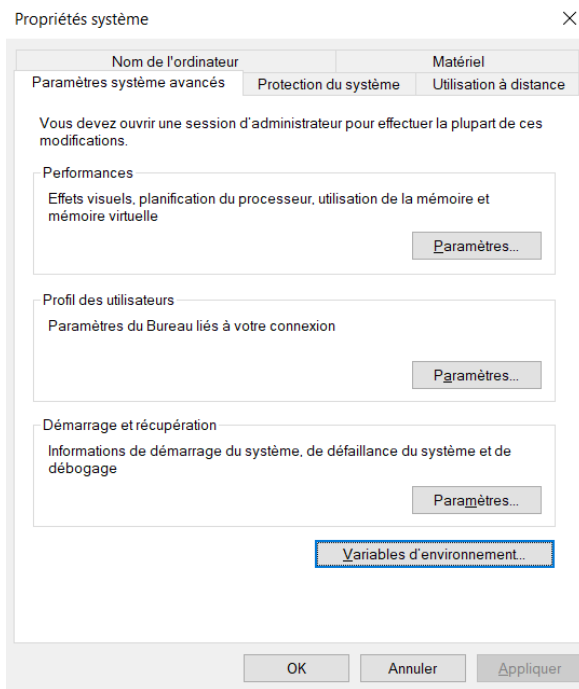 Propriétés système
Nom de l'ordinateur
Matériel
Paramètres système avancés
Protection du système
Utilisation à distance
Vous devez ouvrir une session d'administrateur pour effectuer la plupart de ces
modifications.
Performances
Effets visuels, planification du processeur, utilisation de la mémoire et
mémoire virtuelle
Paramètres...
Profil des utilisateurs
Paramètres du Bureau liés à votre connexion
Paramètres...
Démarrage et récupération
Informations de démarrage du système, de défaillance du système et de
débogage
Paramètres...
Variables d'environnement...
OK
Annuler
Appliquer